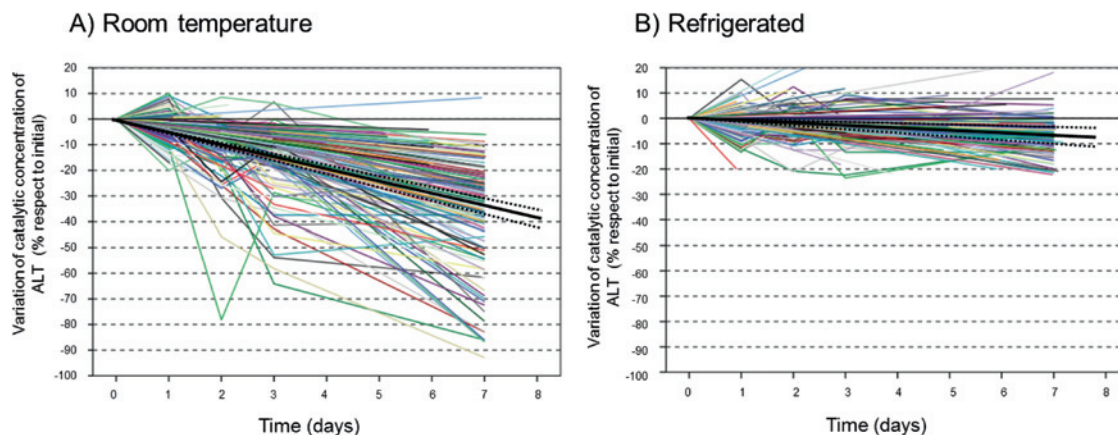 A) Room temperature
Variation of catalytic concentration of
ALT (% respect to initial)
20
10
0
-10
-20
-30
-40
-50
-60
-70
-80
-90
-100
0 1 2 3 4 5 6 7 8
Time (days)
B) Refrigerated
Variation of catalytic concentration of
ALT (% respect to initial)
20
10
0
-10
-20
-30
-40
-50
-60
-70
-80
-90
-100
0 1 2 3 4 5 6 7 8
Time (days)